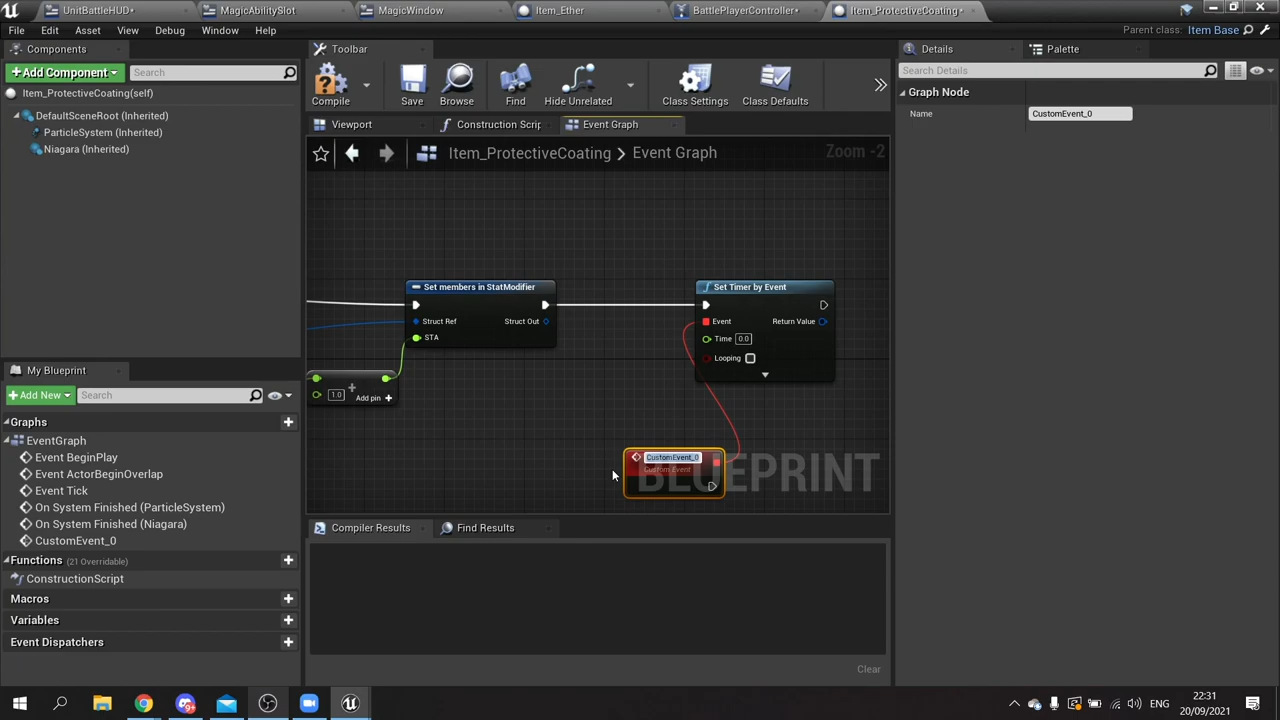 UnitBattleHUD•
MagicAbilitySlot
MagicWindow.
Item_Ether
BattlePlayerController•
Item_ProtectiveCoating•
File Edit Asset View Debug Window Help
Parent class: Item Base
Components
Toolbar
Details
Palette
+Add Component
Search
Compile
Save
Browse
Find
Hide Unrelated
Class Settings
Class Defaults
Search Details
Item_ProtectiveCoating(self)
Graph Node
DefaultSceneRoot (Inherited)
Name
CustomEvent_0
ParticleSystem (Inherited)
Niagara (Inherited)
Viewport
Construction Scrip
Event Graph
Item_ProtectiveCoating > Event Graph
Zoom -2
Set members in StatModifier
Struct Ref
Struct Out
STA
1.0
Add pin +
Set Timer by Event
Event
Return Value
Time 0.0
Looping
CustomEvent_0
Custom Event
BLUEPRINT
My Blueprint
+Add New
Search
Graphs
EventGraph
Event BeginPlay
Event ActorBeginOverlap
Event Tick
On System Finished (ParticleSystem)
On System Finished (Niagara)
CustomEvent_0
Functions (21 Overridable)
ConstructionScript
Macros
Variables
Event Dispatchers
Compiler Results
Find Results
Clear
ENG
22:31
20/09/2021